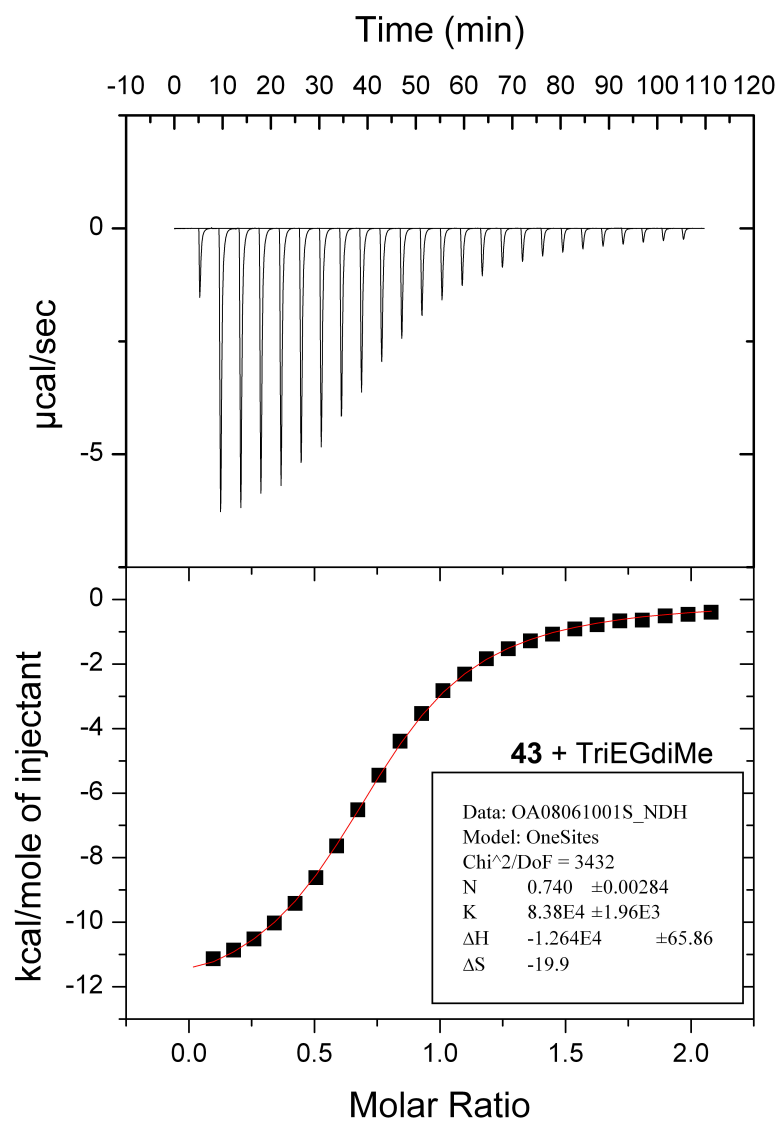 Time (min)
-10 0 10 20 30 40 50 60 70 80 90 100 110 120
0
-5
µcal/sec
0
-2
-4
-6
-8
-10
-12
kcal/mole of injectant
43 + TriEGdiMe
Data: OA08061001S_NDH
Model: OneSites
Chi^2/DoF = 3432
N 0.740 ±0.00284
K 8.38E4 ±1.96E3
ΔH -1.264E4 ±65.86
ΔS -19.9
0.0 0.5 1.0 1.5 2.0
Molar Ratio